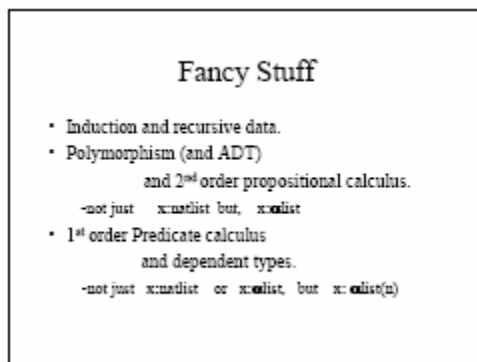 Fancy Stuff
• Induction and recursive data.
• Polymorphism (and ADT)
and 2nd order propositional calculus.
-not just x:natlist but, x:αlist
• 1st order Predicate calculus
and dependent types.
-not just x:natlist or x:αlist, but x: αlist(n)